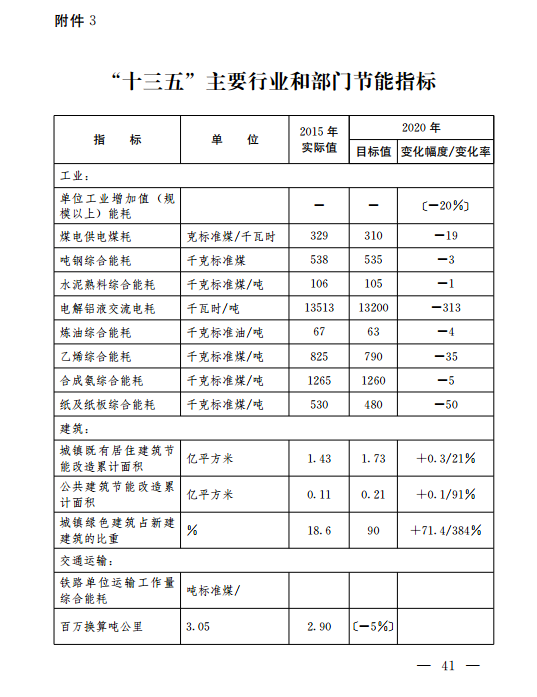 附件 3
“十三五”主要行业和部门节能指标
指 标 单 位 2015 年实际值 2020 年
目标值 变化幅度/变化率
工业:
单位工业增加值（规模以上）能耗 — — 〔－20%〕
煤电供电煤耗 克标准煤/千瓦时 329 310 －19
吨钢综合能耗 千克标准煤 538 535 －3
水泥熟料综合能耗 千克标准煤/吨 106 105 －1
电解铝液交流电耗 千瓦时/吨 13513 13200 －313
炼油综合能耗 千克标准油/吨 67 63 －4
乙烯综合能耗 千克标准煤/吨 825 790 －35
合成氨综合能耗 千克标准煤/吨 1265 1260 －5
纸及纸板综合能耗 千克标准煤/吨 530 480 －50
建筑:
城镇既有居住建筑节能改造累计面积 亿平方米 1.43 1.73 +0.3/21%
公共建筑节能改造累计面积 亿平方米 0.11 0.21 +0.1/91%
城镇绿色建筑占新建建筑的比重 % 18.6 90 +71.4/384%
交通运输:
铁路单位运输工作量综合能耗 吨标准煤/
百万换算吨公里 3.05 2.90 〔－5%〕
— 41 —